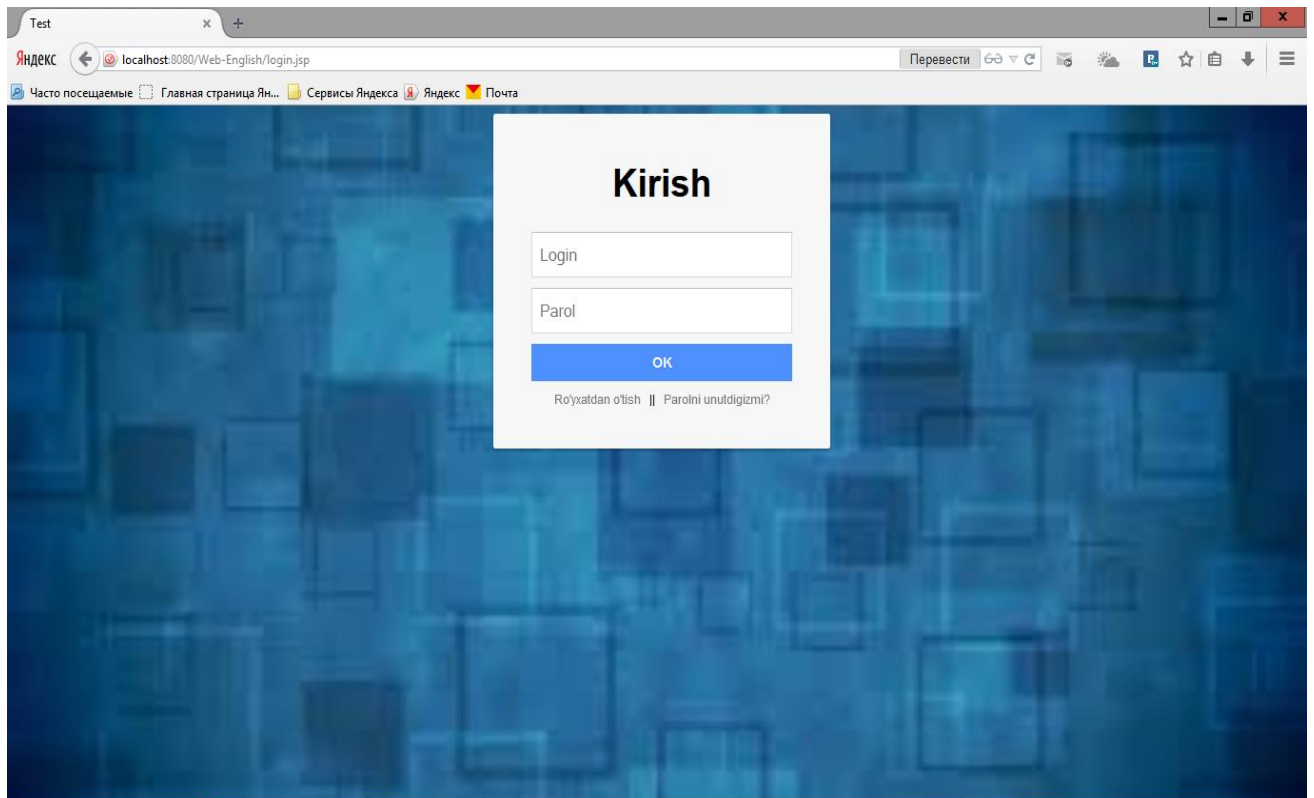 Test
Яндекс localhost:8080/Web-English/login.jsp Перевести
Часто посещаемые Главная страница Ян... Сервисы Яндекса Яндекс Почта
Kirish
Login
Parol
OK
Ro'yxatdan o'tish || Parolni unutdigizmi?